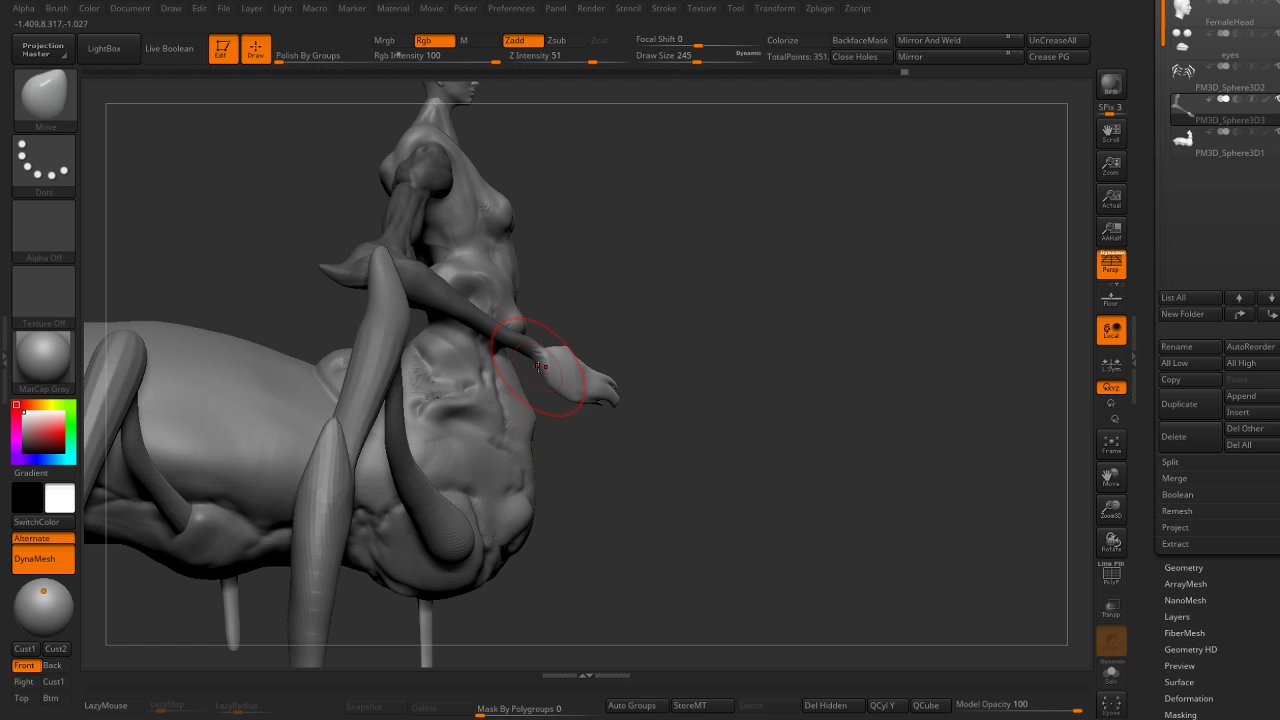 Alpha Brush Color Document Draw Edit File Layer Light Macro Marker Material Movie Picker Preferences Panel Render Stencil Stroke Texture Tool Transform Zplugin Zscript
-1.409,8.317,-1.027
Projection Master
LightBox
Live Boolean
Edit
Draw
Polish By Groups
Mrgb Rgb M
Rgb Intensity 100
Zadd Zsub Zcut
Z Intensity 51
Focal Shift 0
Draw Size 245
Dynamic
Colorize
TotalPoints: 351,
BackfaceMask
Close Holes
Mirror And Weld
Mirror
UnCreaseAll
Crease PG
Move
Dots
Alpha Off
Texture Off
MatCap Gray
Gradient
SwitchColor
Alternate
DynaMesh
Cust1 Cust2
Front Back
Right Cust1
Top Btm
BPR
SPix 3
Scroll
Zoom
Actual
AAHalf
Dynamic
Persp
Floor
Local
L.Sym
XYZ
Frame
Move
Zoom3D
Rotate
Line Fill
PolyF
Transp
Dynamic
Solo
Xpose
FemaleHead
eyes
PM3D_Sphere3D2
PM3D_Sphere3D3
PM3D_Sphere3D1
List All
New Folder
Rename AutoReorder
All Low All High
Copy Paste
Duplicate
Append
Insert
Delete
Del Other
Del All
Split
Merge
Boolean
Remesh
Project
Extract
Geometry
ArrayMesh
NanoMesh
Layers
FiberMesh
Geometry HD
Preview
Surface
Deformation
Masking
LazyMouse
LazyStep
LazyRadius
Snapshot
Delete
Mask By Polygroups 0
Auto Groups
StoreMT
Switch
Del Hidden
QCyl Y
QCube
Model Opacity 100